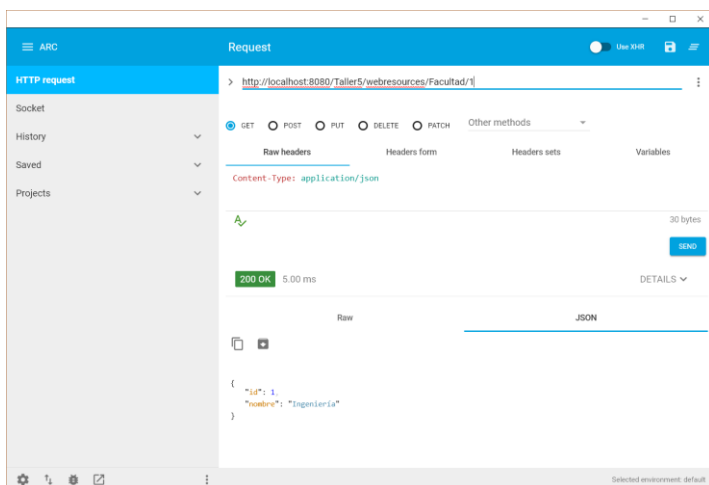 ARC
Request
Use XHR
HTTP request
Socket
History
Saved
Projects
http://localhost:8080/Taller5/webresources/Facultad/1
GET POST PUT DELETE PATCH Other methods
Raw headers Headers form Headers sets Variables
Content-Type: application/json
30 bytes
SEND
200 OK 5.00 ms DETAILS
Raw JSON
{
"id": 1,
"nombre": "Ingeniería"
}
Selected environment: default